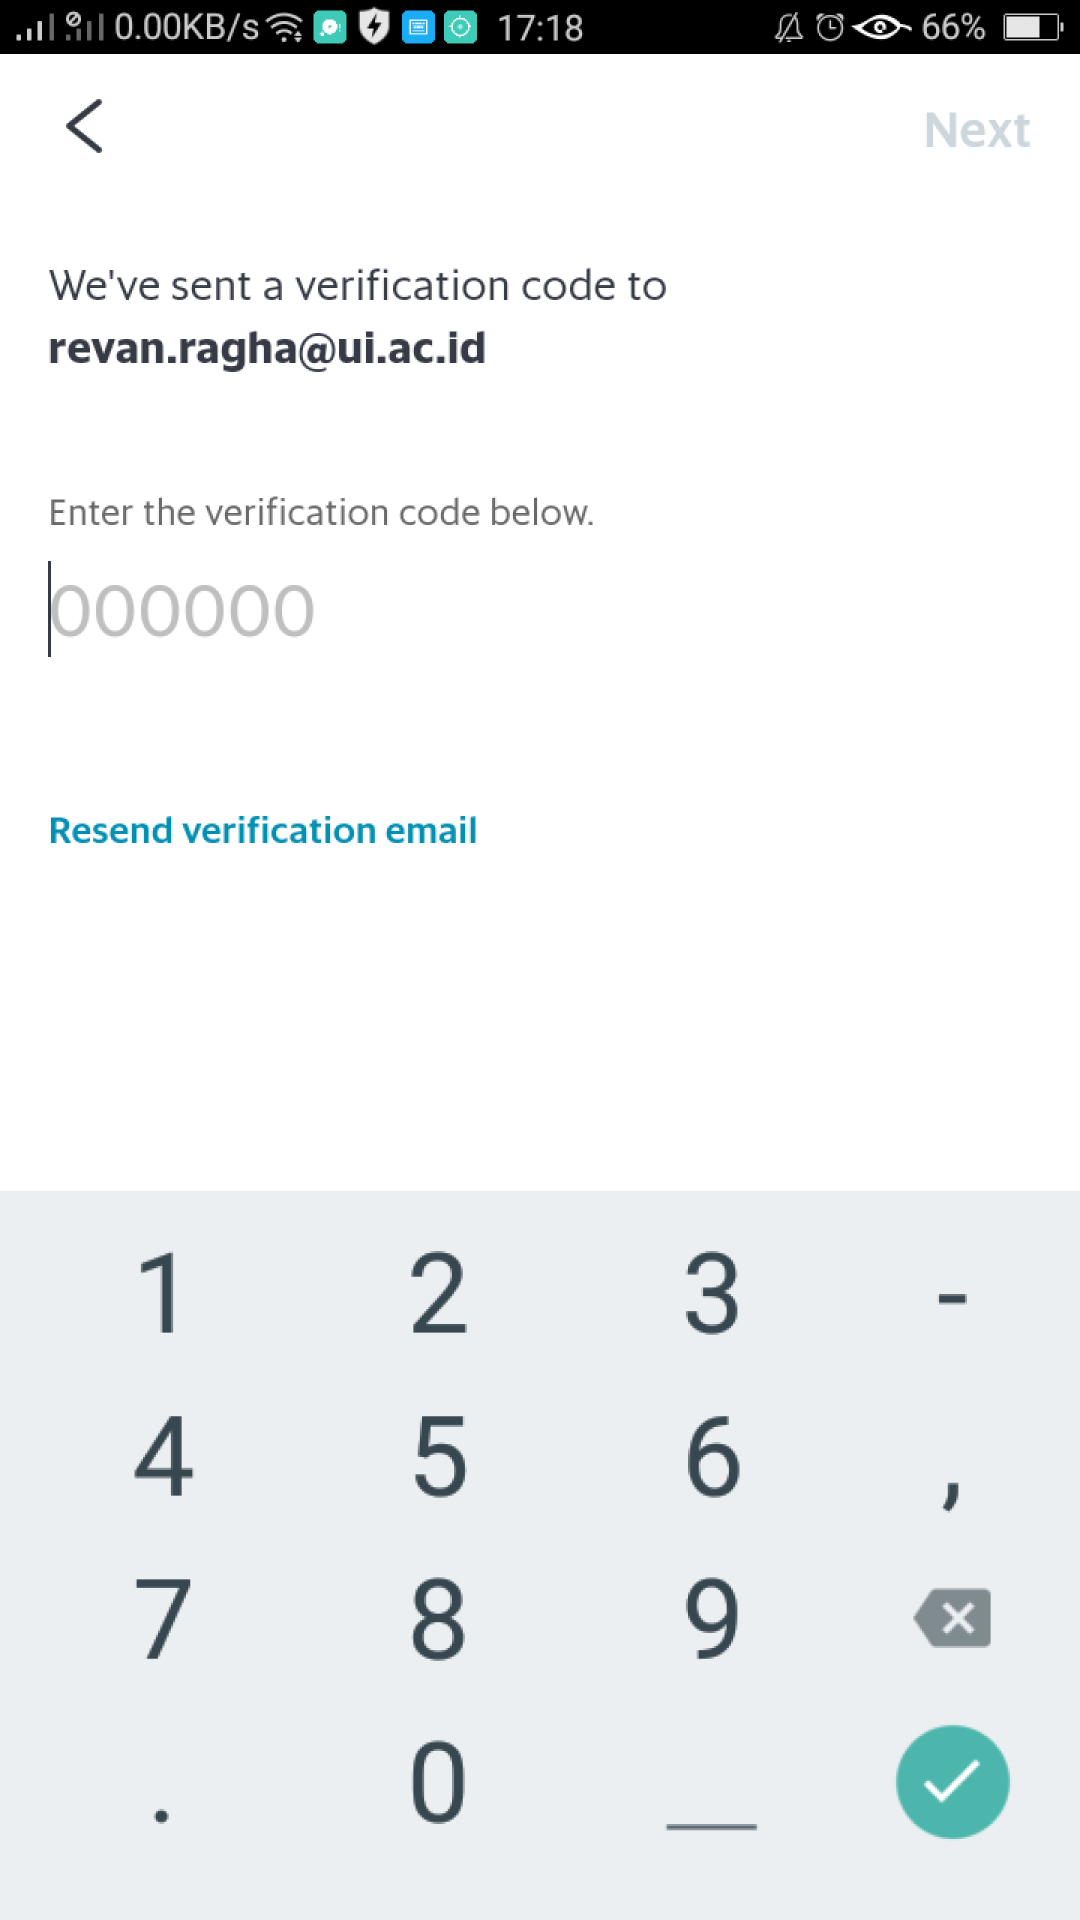 0.00KB/s 17:18 66%
Next
We've sent a verification code to
revan.ragha@ui.ac.id
Enter the verification code below.
000000
Resend verification email
1 2 3 -
4 5 6 ,
7 8 9
. 0 _